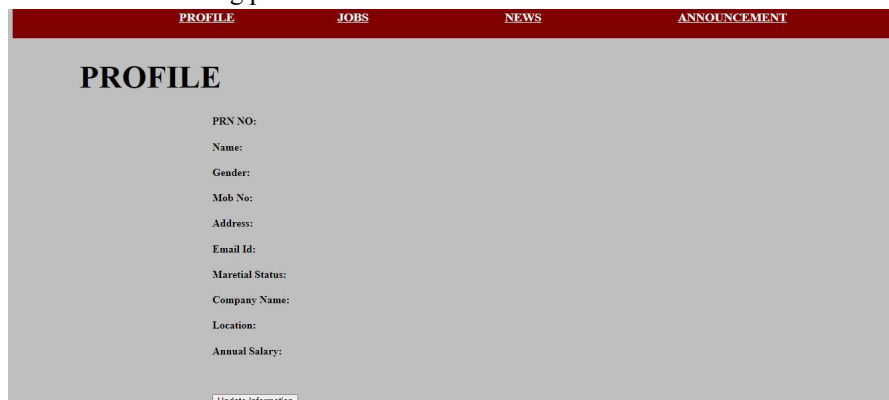 PROFILE JOBS NEWS ANNOUNCEMENT
PROFILE
PRN NO:
Name:
Gender:
Mob No:
Address:
Email Id:
Maretial Status:
Company Name:
Location:
Annual Salary:
Update Information